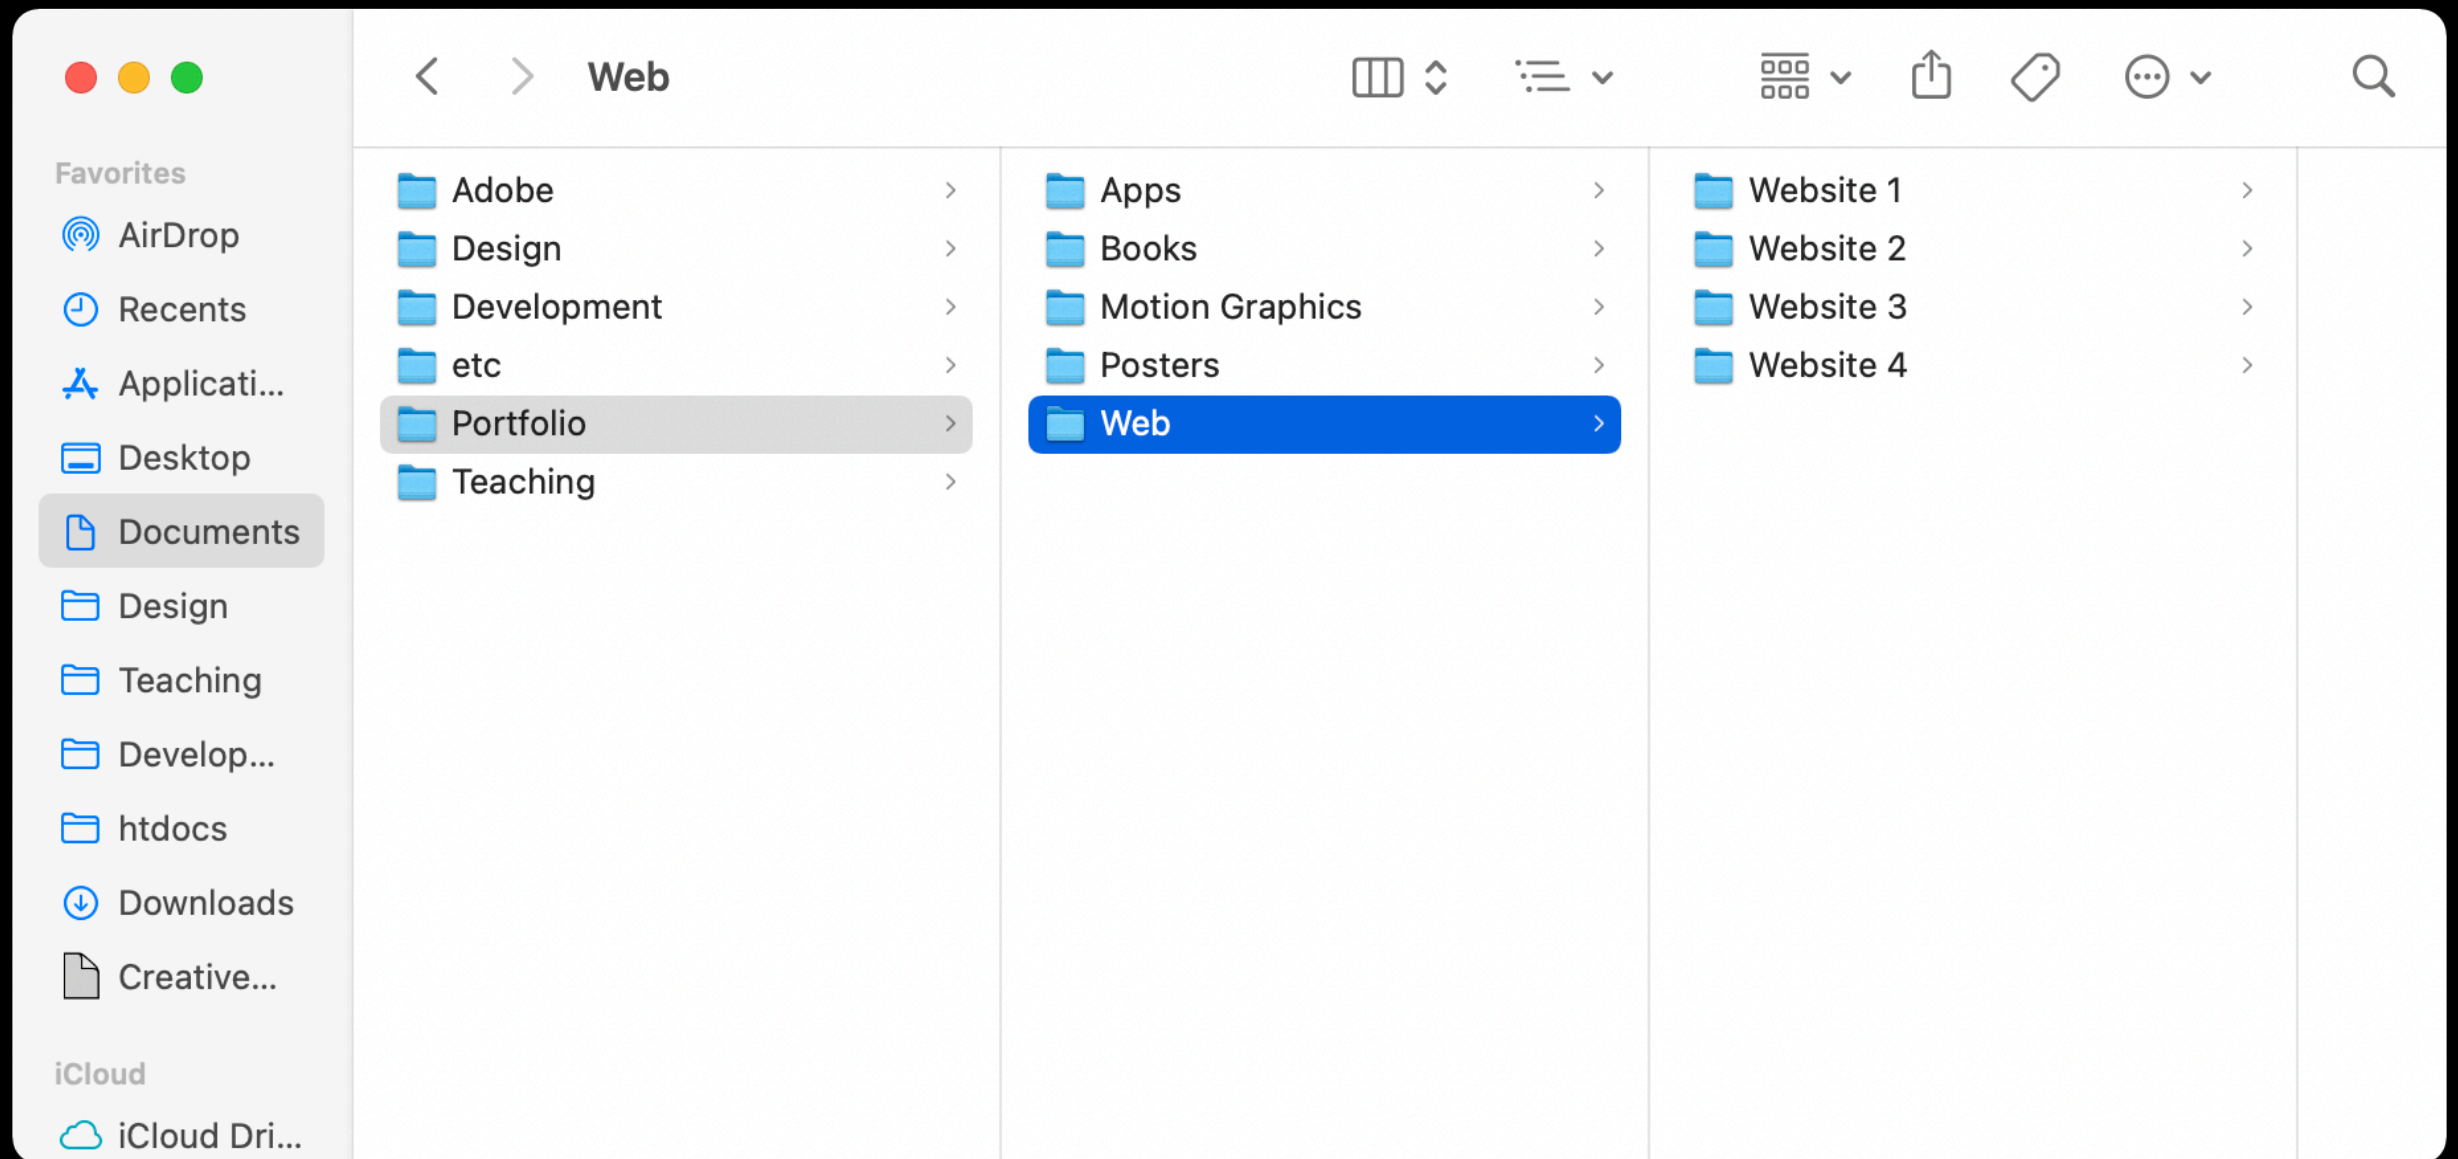 Web
Favorites
AirDrop
Recents
Applicati...
Desktop
Documents
Design
Teaching
Develop...
htdocs
Downloads
Creative...
iCloud
iCloud Dri...
Adobe
Design
Development
etc
Portfolio
Teaching
Apps
Books
Motion Graphics
Posters
Web
Website 1
Website 2
Website 3
Website 4